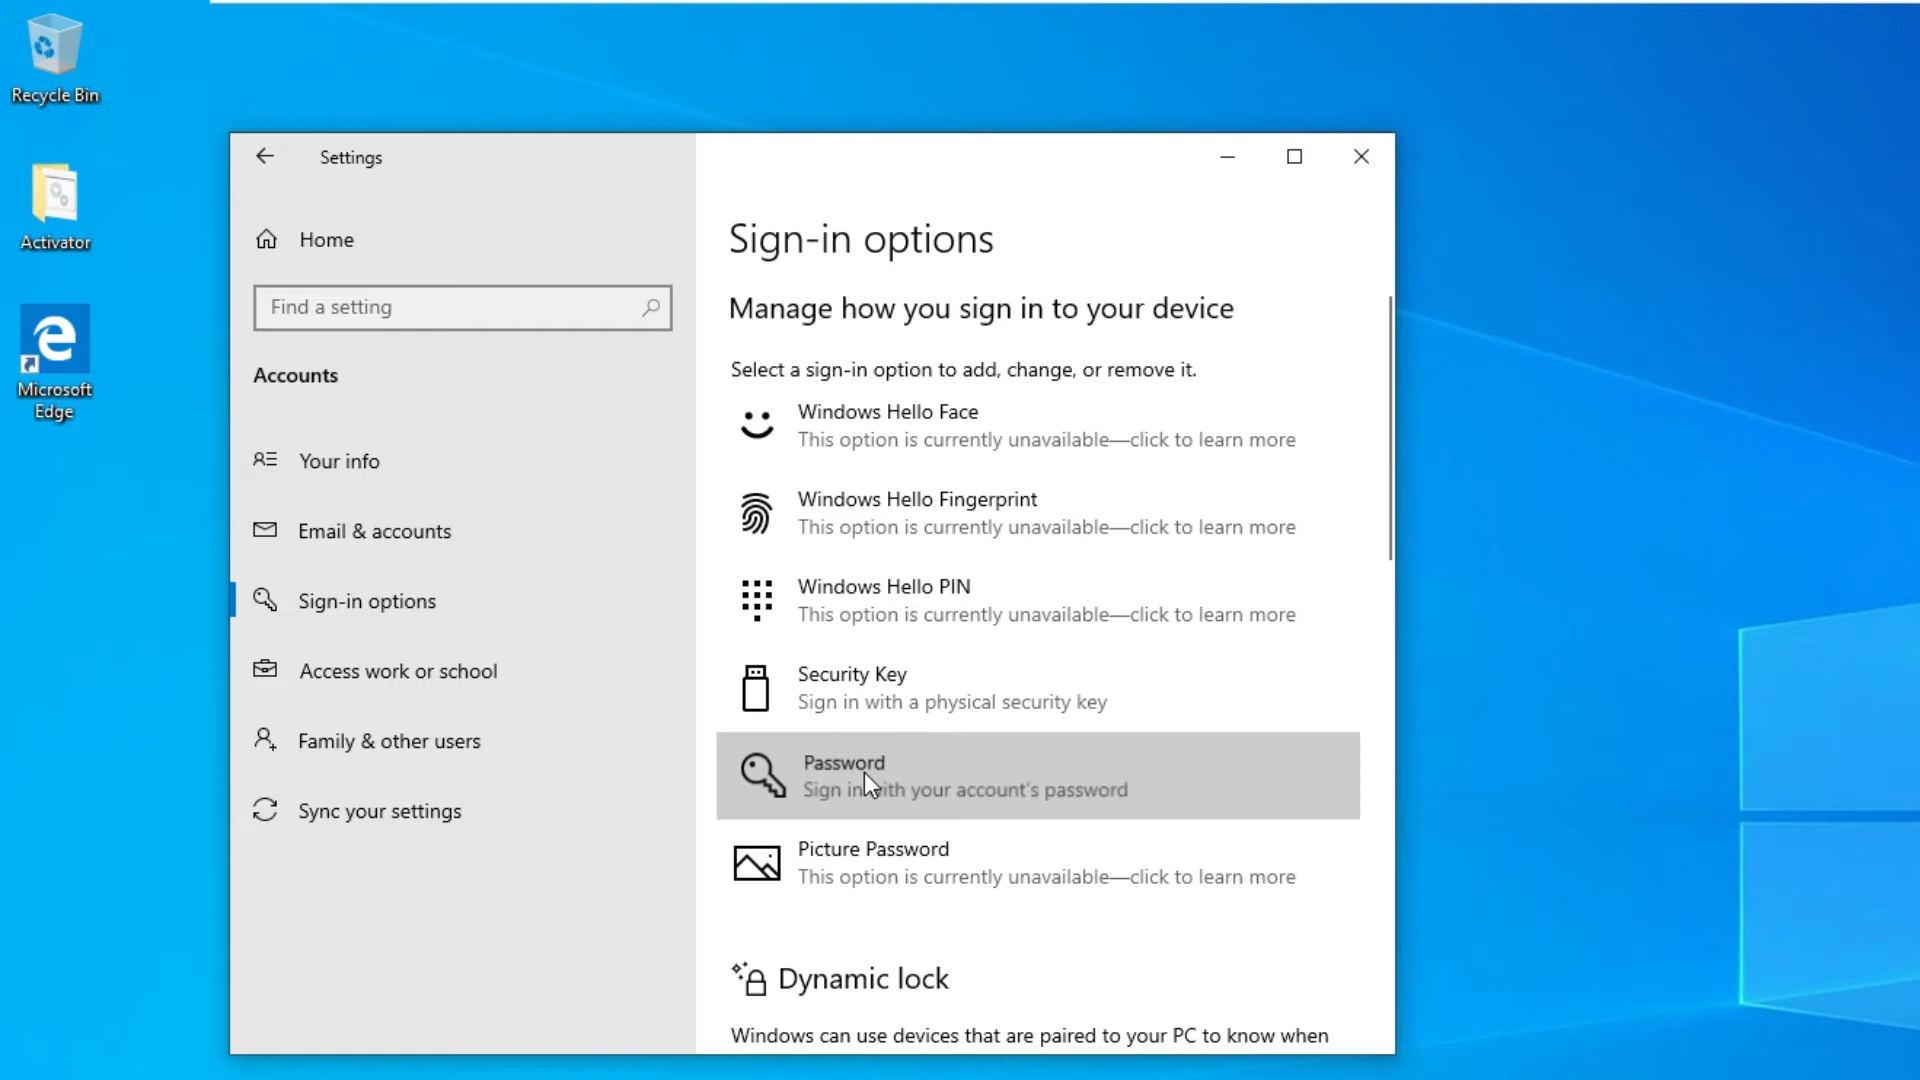 Recycle Bin
Activator
Microsoft
Edge
Settings
Home
Find a setting
Accounts
Your info
Email & accounts
Sign-in options
Access work or school
Family & other users
Sync your settings
Sign-in options
Manage how you sign in to your device
Select a sign-in option to add, change, or remove it.
Windows Hello Face
This option is currently unavailable—click to learn more
Windows Hello Fingerprint
This option is currently unavailable—click to learn more
Windows Hello PIN
This option is currently unavailable—click to learn more
Security Key
Sign in with a physical security key
Password
Sign in with your account's password
Picture Password
This option is currently unavailable—click to learn more
Dynamic lock
Windows can use devices that are paired to your PC to know when